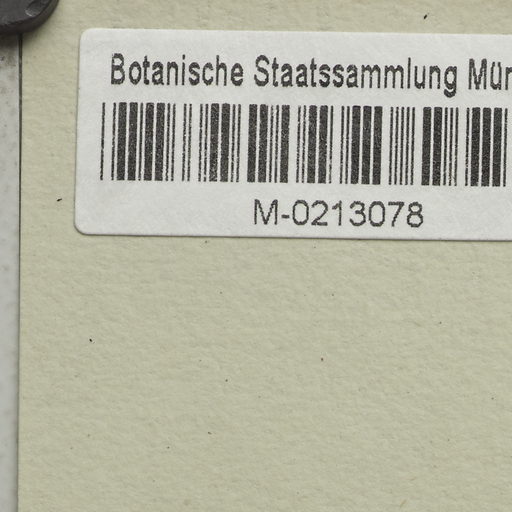 Botanische Staatssammlung Mün
M-0213078